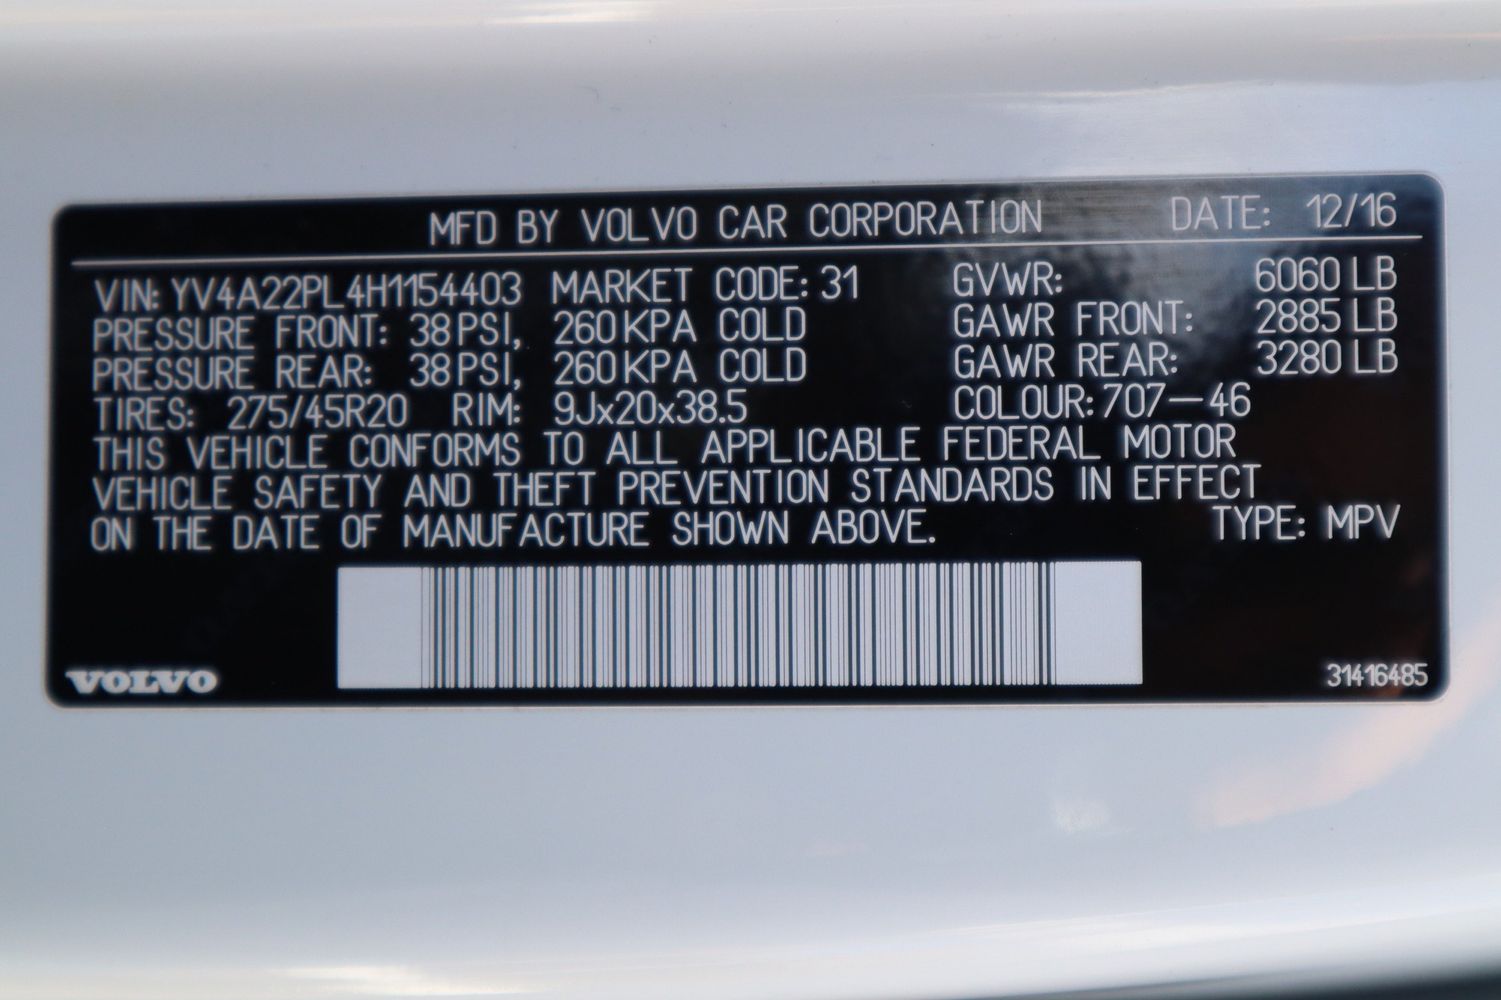 MFD BY VOLVO CAR CORPORATION DATE: 12/16
VIN: YV4A22PL4H1154403 MARKET CODE: 31 GVWR: 6060 LB
PRESSURE FRONT: 38 PSI, 260 KPA COLD GAWR FRONT: 2885 LB
PRESSURE REAR: 38 PSI, 260 KPA COLD GAWR REAR: 3280 LB
TIRES: 275/45R20 RIM: 9Jx20x38.5 COLOUR: 707-46
THIS VEHICLE CONFORMS TO ALL APPLICABLE FEDERAL MOTOR
VEHICLE SAFETY AND THEFT PREVENTION STANDARDS IN EFFECT
ON THE DATE OF MANUFACTURE SHOWN ABOVE. TYPE: MPV
VOLVO 31416485